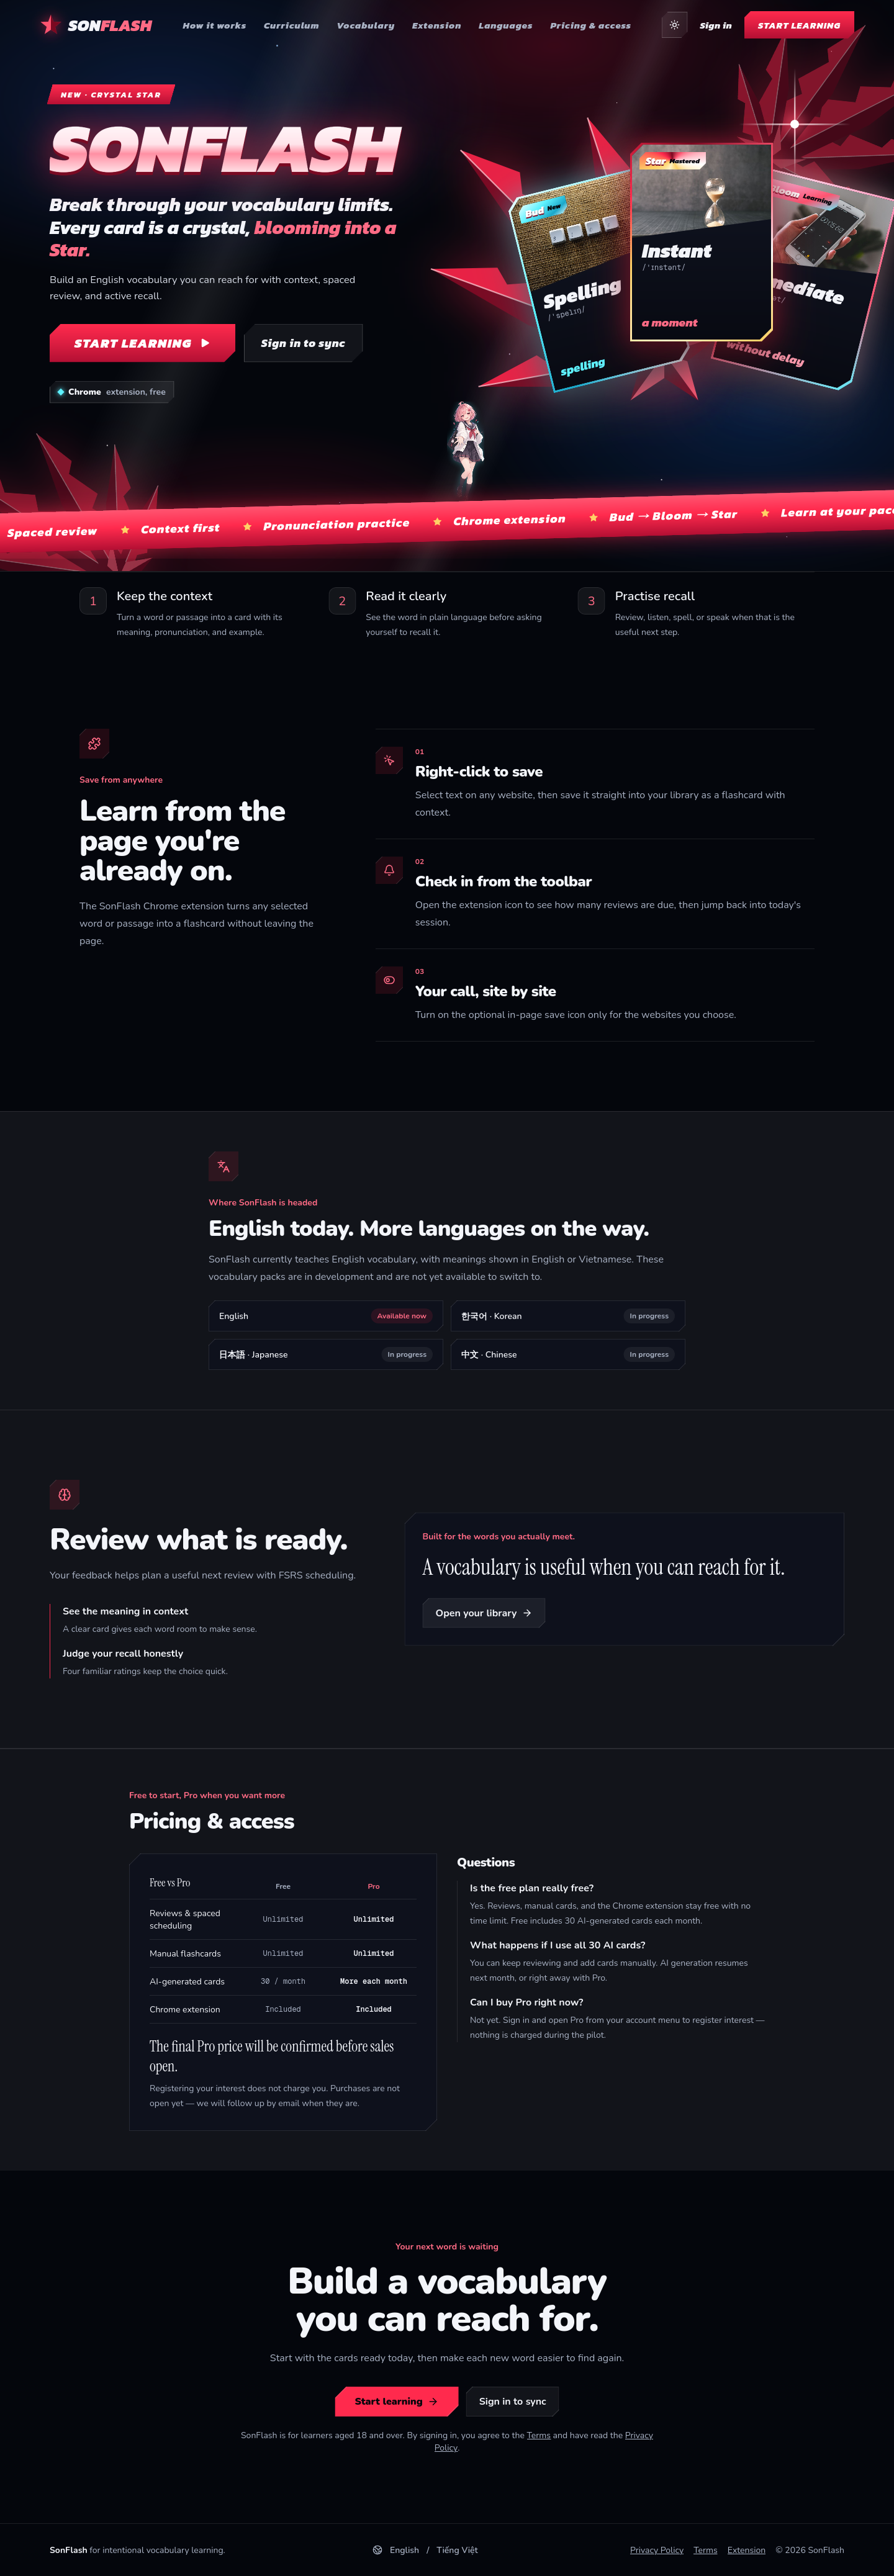 SONFLASH
How it works
Curriculum
Vocabulary
Extension
Languages
Pricing & access
Sign in
START LEARNING
NEW · CRYSTAL STAR
SONFLASH
Break through your vocabulary limits.
Every card is a crystal, blooming into a
Star.
Build an English vocabulary you can reach for with context, spaced
review, and active recall.
START LEARNING
Sign in to sync
Chrome extension, free
Bud New
Spelling
/ˈspelɪŋ/
spelling
Star Mastered
Instant
/ˈɪnstənt/
a moment
Learning
without delay
Spaced review
Context first
Pronunciation practice
Chrome extension
Bud → Bloom → Star
Learn at your
1
Keep the context
Turn a word or passage into a card with its
meaning, pronunciation, and example.
2
Read it clearly
See the word in plain language before asking
yourself to recall it.
3
Practise recall
Review, listen, spell, or speak when that is the
useful next step.
Save from anywhere
Learn from the
page you're
already on.
The SonFlash Chrome extension turns any selected
word or passage into a flashcard without leaving the
page.
01
Right-click to save
Select text on any website, then save it straight into your library as a flashcard with
context.
02
Check in from the toolbar
Open the extension icon to see how many reviews are due, then jump back into today's
session.
03
Your call, site by site
Turn on the optional in-page save icon only for the websites you choose.
Where SonFlash is headed
English today. More languages on the way.
SonFlash currently teaches English vocabulary, with meanings shown in English or Vietnamese. These
vocabulary packs are in development and are not yet available to switch to.
English
Available now
한국어 · Korean
In progress
日本語 · Japanese
In progress
中文 · Chinese
In progress
Review what is ready.
Your feedback helps plan a useful next review with FSRS scheduling.
See the meaning in context
A clear card gives each word room to make sense.
Judge your recall honestly
Four familiar ratings keep the choice quick.
Built for the words you actually meet.
A vocabulary is useful when you can reach for it.
Open your library
Free to start, Pro when you want more
Pricing & access
Free vs Pro
Free
Pro
Reviews & spaced
scheduling
Unlimited
Unlimited
Manual flashcards
Unlimited
Unlimited
AI-generated cards
30 / month
More each month
Chrome extension
Included
Included
The final Pro price will be confirmed before sales
open.
Registering your interest does not charge you. Purchases are not
open yet — we will follow up by email when they are.
Questions
Is the free plan really free?
Yes. Reviews, manual cards, and the Chrome extension stay free with no
time limit. Free includes 30 AI-generated cards each month.
What happens if I use all 30 AI cards?
You can keep reviewing and add cards manually. AI generation resumes
next month, or right away with Pro.
Can I buy Pro right now?
Not yet. Sign in and open Pro from your account menu to register interest —
nothing is charged during the pilot.
Your next word is waiting
Build a vocabulary
you can reach for.
Start with the cards ready today, then make each new word easier to find again.
Start learning
Sign in to sync
SonFlash is for learners aged 18 and over. By signing in, you agree to the Terms and have read the Privacy
Policy.
SonFlash for intentional vocabulary learning.
English / Tiếng Việt
Privacy Policy
Terms
Extension
© 2026 SonFlash